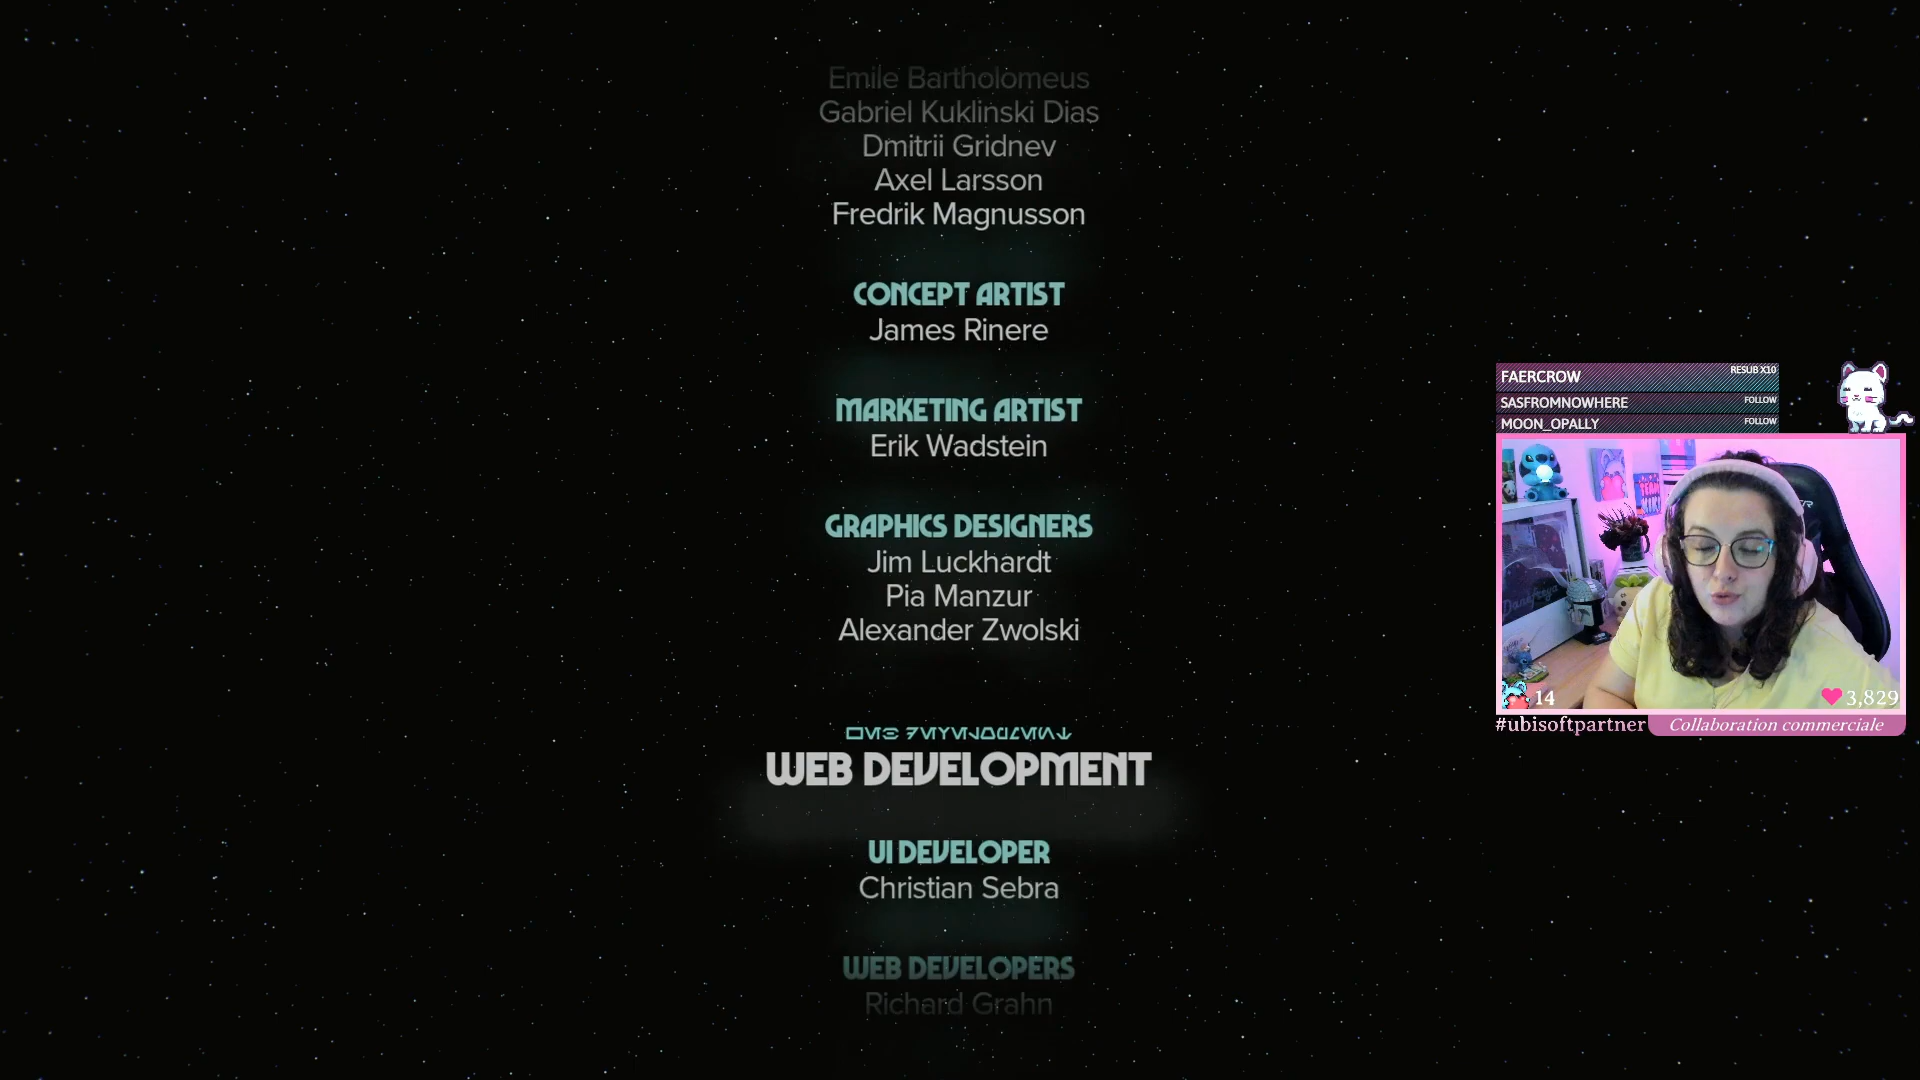 Emile Bartholomeus
Gabriel Kuklinski Dias
Dmitrii Gridnev
Axel Larsson
Fredrik Magnusson
CONCEPT ARTIST
James Rinere
MARKETING ARTIST
Erik Wadstein
GRAPHICS DESIGNERS
Jim Luckhardt
Pia Manzur
Alexander Zwolski
WEB DEVELOPMENT
UI DEVELOPER
Christian Sebra
WEB DEVELOPERS
Richard Grahn
FAERCROW RESUB X10
SASFROMNOWHERE FOLLOW
MOON_OPALLY FOLLOW
14
3,829
#ubisoftpartner Collaboration commerciale